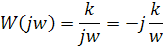 W(jw) = k/jw = -j k/w